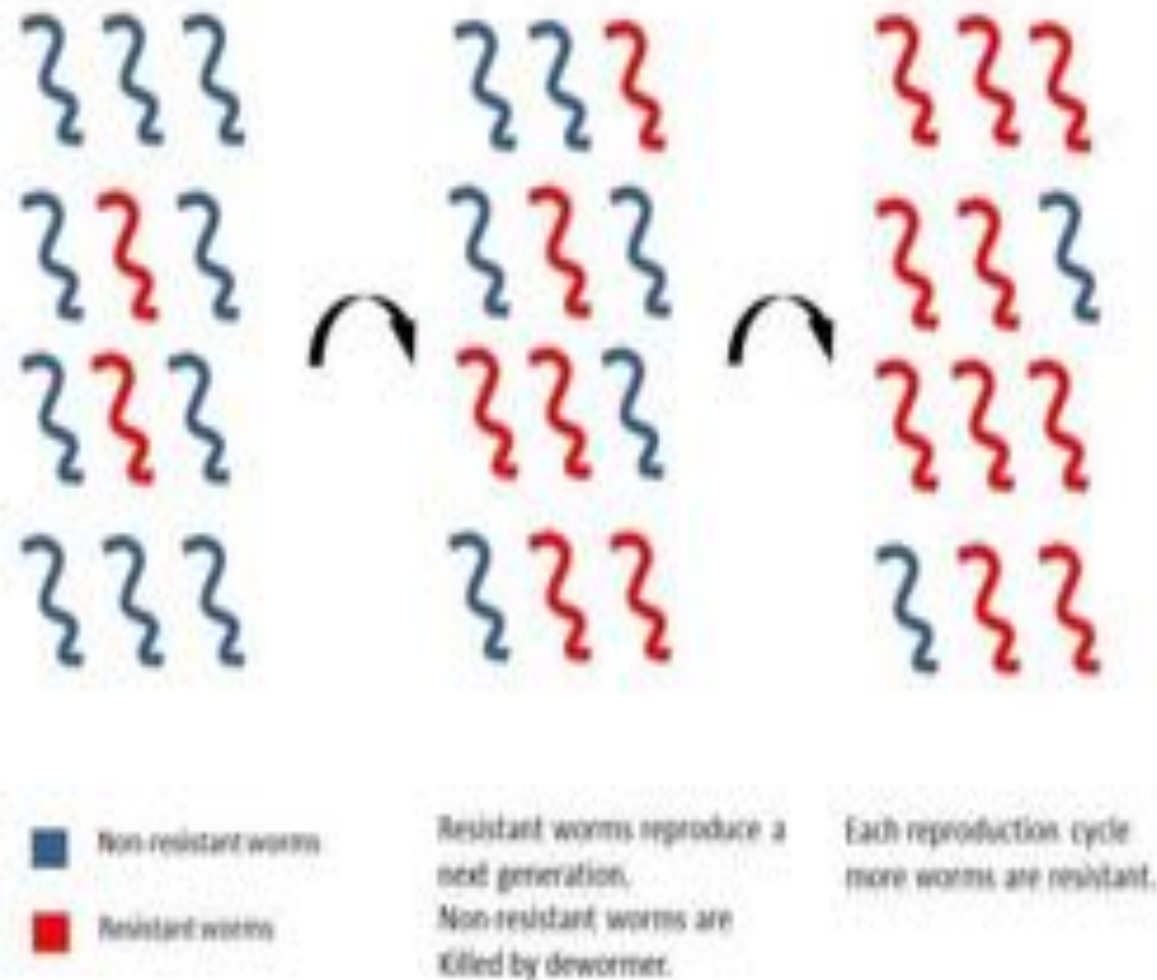 Non-resistant worms
Resistant worms
Resistant worms reproduce a
next generation.
Non-resistant worms are
Killed by dewormer.
Each reproduction cycle
more worms are resistant.